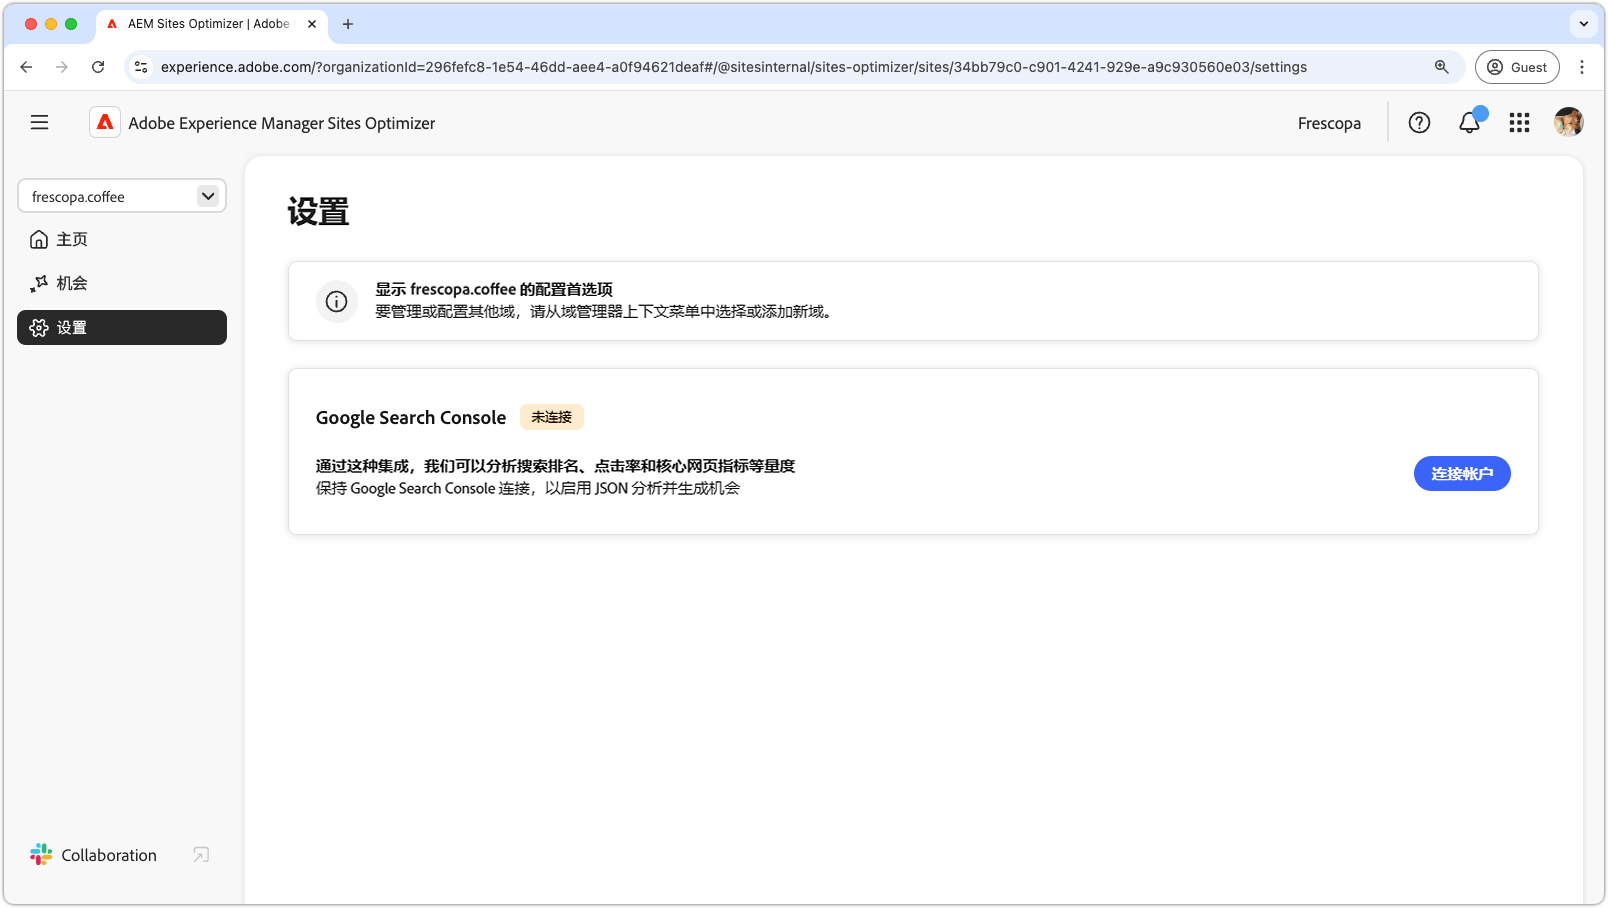 AEM Sites Optimizer | Adobe
experience.adobe.com/?organizationId=296fefc8-1e54-46dd-aee4-a0f94621deaf#/@sitesinternal/sites-optimizer/sites/34bb79c0-c901-4241-929e-a9c930560e03/settings
Guest
Adobe Experience Manager Sites Optimizer
Frescopa
frescopa.coffee
主页
机会
设置
Collaboration
设置
显示 frescopa.coffee 的配置首选项
要管理或配置其他域，请从域管理器上下文菜单中选择或添加新域。
Google Search Console
未连接
通过这种集成，我们可以分析搜索排名、点击率和核心网页指标等量度
保持 Google Search Console 连接，以启用 JSON 分析并生成机会
连接帐户